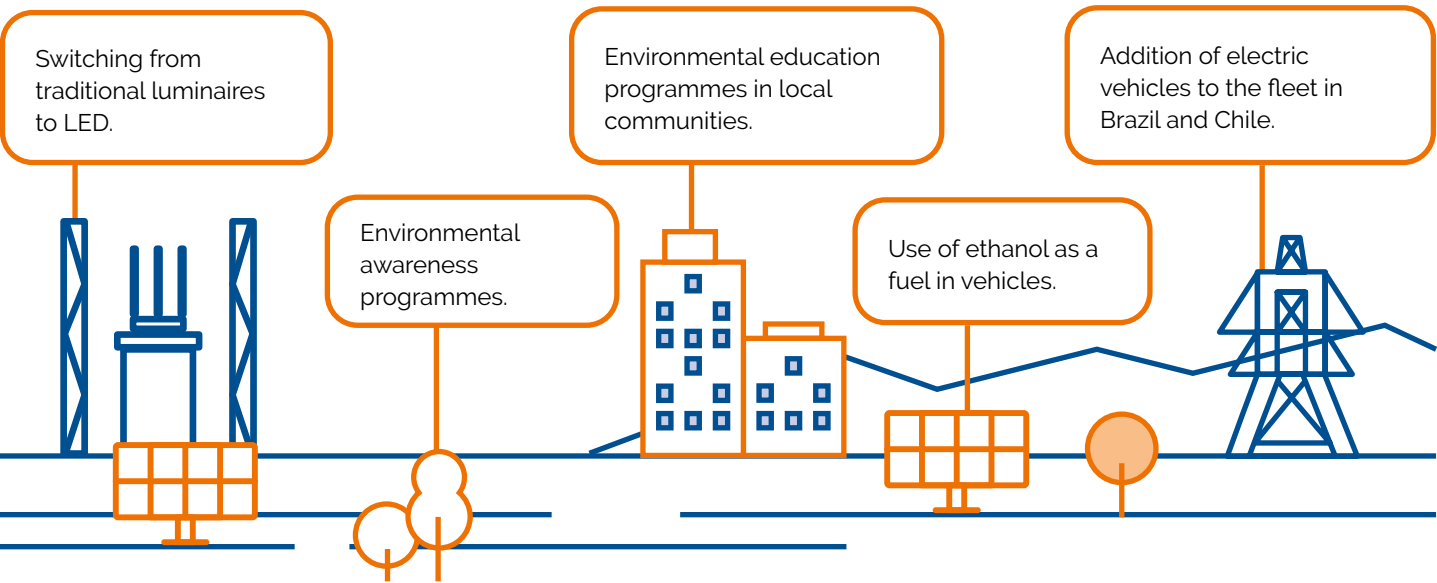 Switching from
traditional luminaires
to LED.
Environmental
awareness
programmes.
Environmental education
programmes in local
communities.
Use of ethanol as a
fuel in vehicles.
Addition of electric
vehicles to the fleet in
Brazil and Chile.